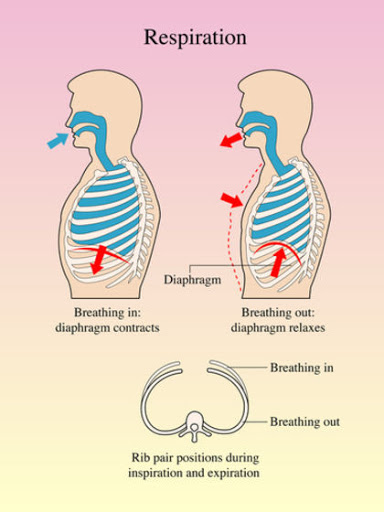 Respiration
Diaphragm
Breathing in:
diaphragm contracts
Breathing out:
diaphragm relaxes
Breathing in
Breathing out
Rib pair positions during
inspiration and expiration